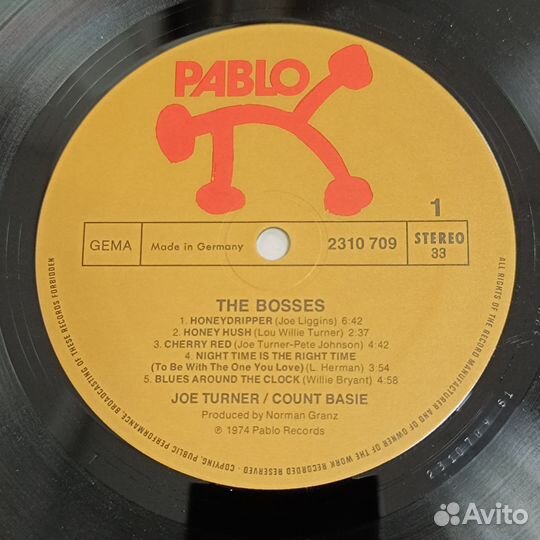 PABLO
1
GEMA
Made in Germany
2310 709
STEREO
33
THE BOSSES
1. HONEYDRIPPER (Joe Liggins) 6:42
2. HONEY HUSH (Lou Willie Turner) 2:37
3. CHERRY RED (Joe Turner-Pete Johnson) 4:42
4. NIGHT TIME IS THE RIGHT TIME
(To Be With The One You Love) (L. Herman) 3:54
5. BLUES AROUND THE CLOCK (Willie Bryant) 4:58
JOE TURNER / COUNT BASIE
Produced by Norman Granz
℗ 1974 Pablo Records
ALL RIGHTS OF THE RECORD MANUFACTURER AND OF OWNER OF THE WORK RECORDED RESERVED - COPYING, PUBLIC PERFORMANCE BROADCASTING OF THESE RECORDS FORBIDDEN
2310709 S1
Avito